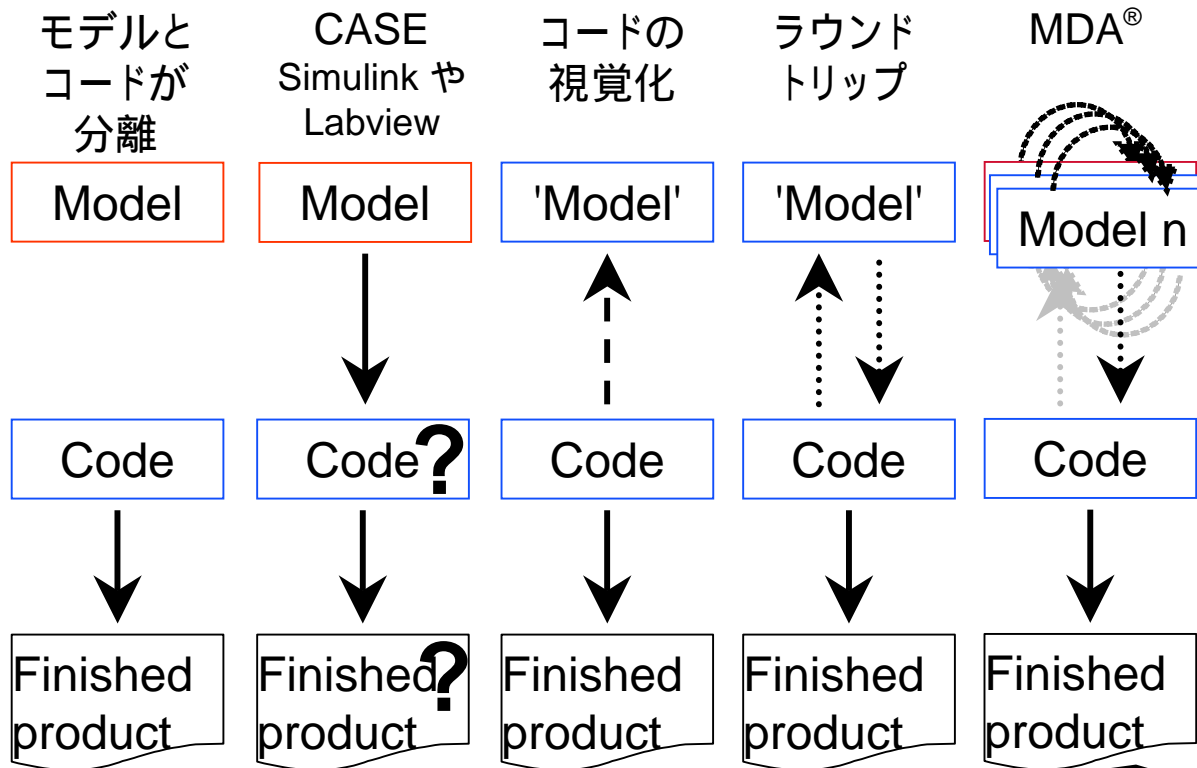 モデルと
コードが
分離
CASE
Simulink や
Labview
コードの
視覚化
ラウンド
トリップ
MDA®
Model
Model
'Model'
'Model'
Model n
Code
Code?
Code
Code
Code
Finished
product
Finished?
product
Finished
product
Finished
product
Finished
product